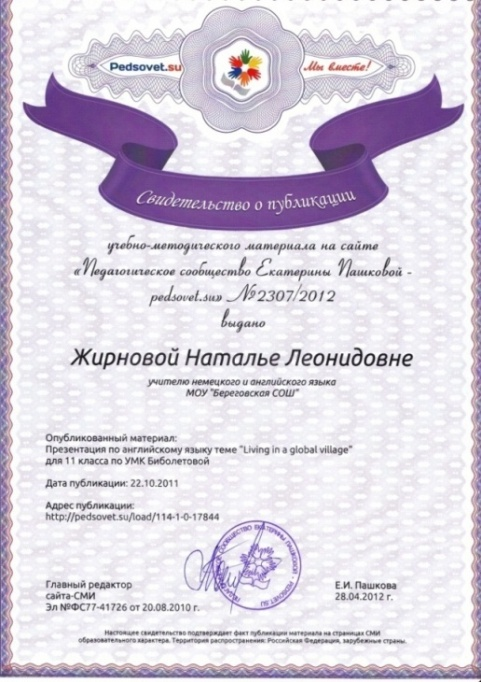 Pedsovet.su
Мы вместе!
Свидетельство о публикации
учебно-методического материала на сайте
«Педагогическое сообщество Екатерины Пашковой -
pedsovet.su» №2307/2012
выдано
Жирновой Наталье Леонидовне
учителю немецкого и английского языка
МОУ "Береговская СОШ"
Опубликованный материал:
Презентация по английскому языку теме "Living in a global village"
для 11 класса по УМК Биболетовой
Дата публикации: 22.10.2011
Адрес публикации:
http://pedsovet.su/load/114-1-0-17844
Главный редактор
сайта-СМИ
Эл №ФС77-41726 от 20.08.2010 г.
Е.И. Пашкова
28.04.2012 г.
Настоящее свидетельство подтверждает факт публикации материала на страницах СМИ
образовательного характера. Территория распространения: Российская Федерация, зарубежные страны.